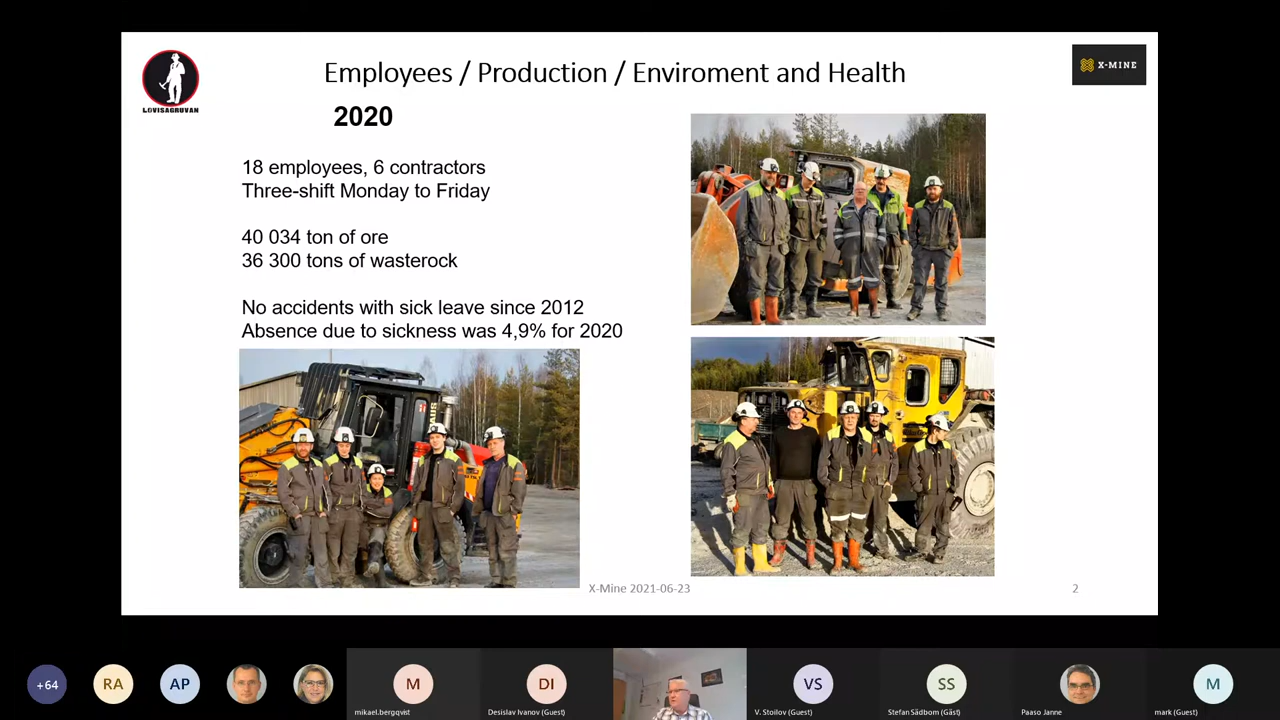 LOVISAGRUVAN
Employees / Production / Enviroment and Health
X-MINE
2020
18 employees, 6 contractors
Three-shift Monday to Friday
40 034 ton of ore
36 300 tons of wasterock
No accidents with sick leave since 2012
Absence due to sickness was 4,9% for 2020
X-Mine 2021-06-23
2
+64
RA
AP
M
mikael.bergqvist
DI
Desislav Ivanov (Guest)
VS
V. Stoilov (Guest)
SS
Stefan Sädbom (Gäst)
Paaso Janne
M
mark (Guest)